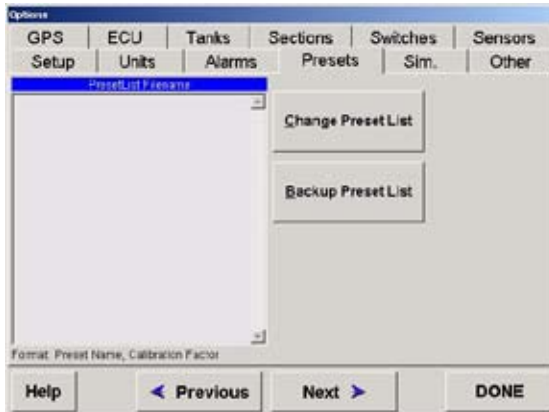 Options
GPS ECU Tanks Sections Switches Sensors
Setup Units Alarms Presets Sim. Other
PresetList Filename
Change Preset List
Backup Preset List
Format: Preset Name, Calibration Factor
Help Previous Next DONE